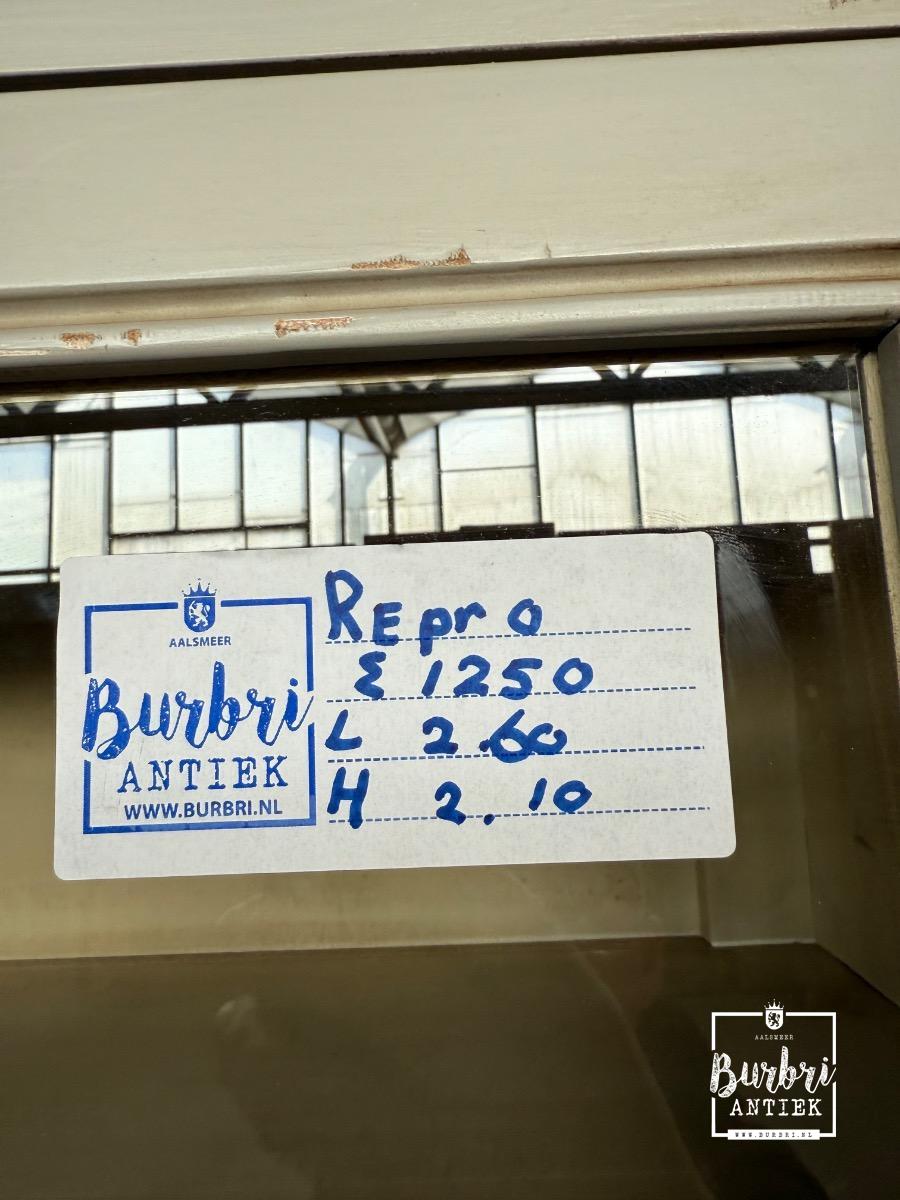 AALSMEER
Burbri
ANTIEK
WWW.BURBRI.NL
REprO
£ 1250
L 2.60
H 2.10
AALSMEER
Burbri
ANTIEK
WWW.BURBRI.NL